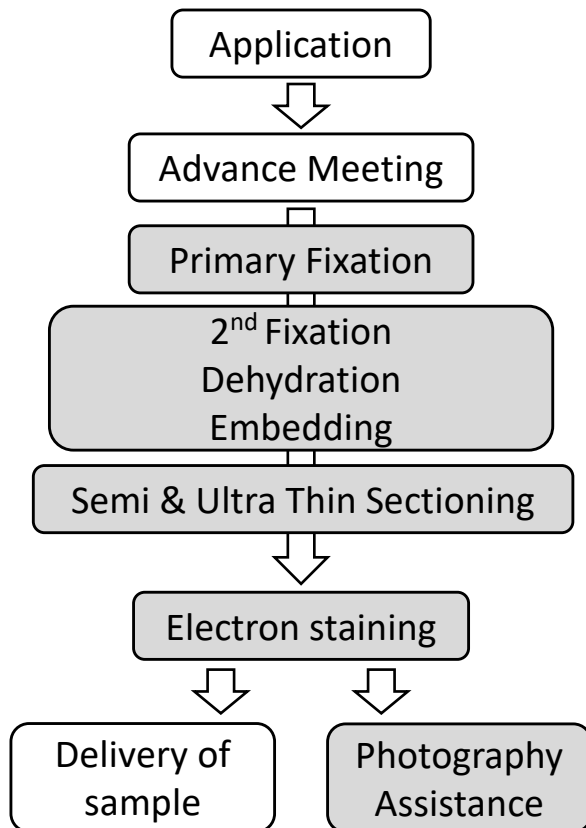 Application
Advance Meeting
Primary Fixation
2nd Fixation
Dehydration
Embedding
Semi & Ultra Thin Sectioning
Electron staining
Delivery of
sample
Photography
Assistance